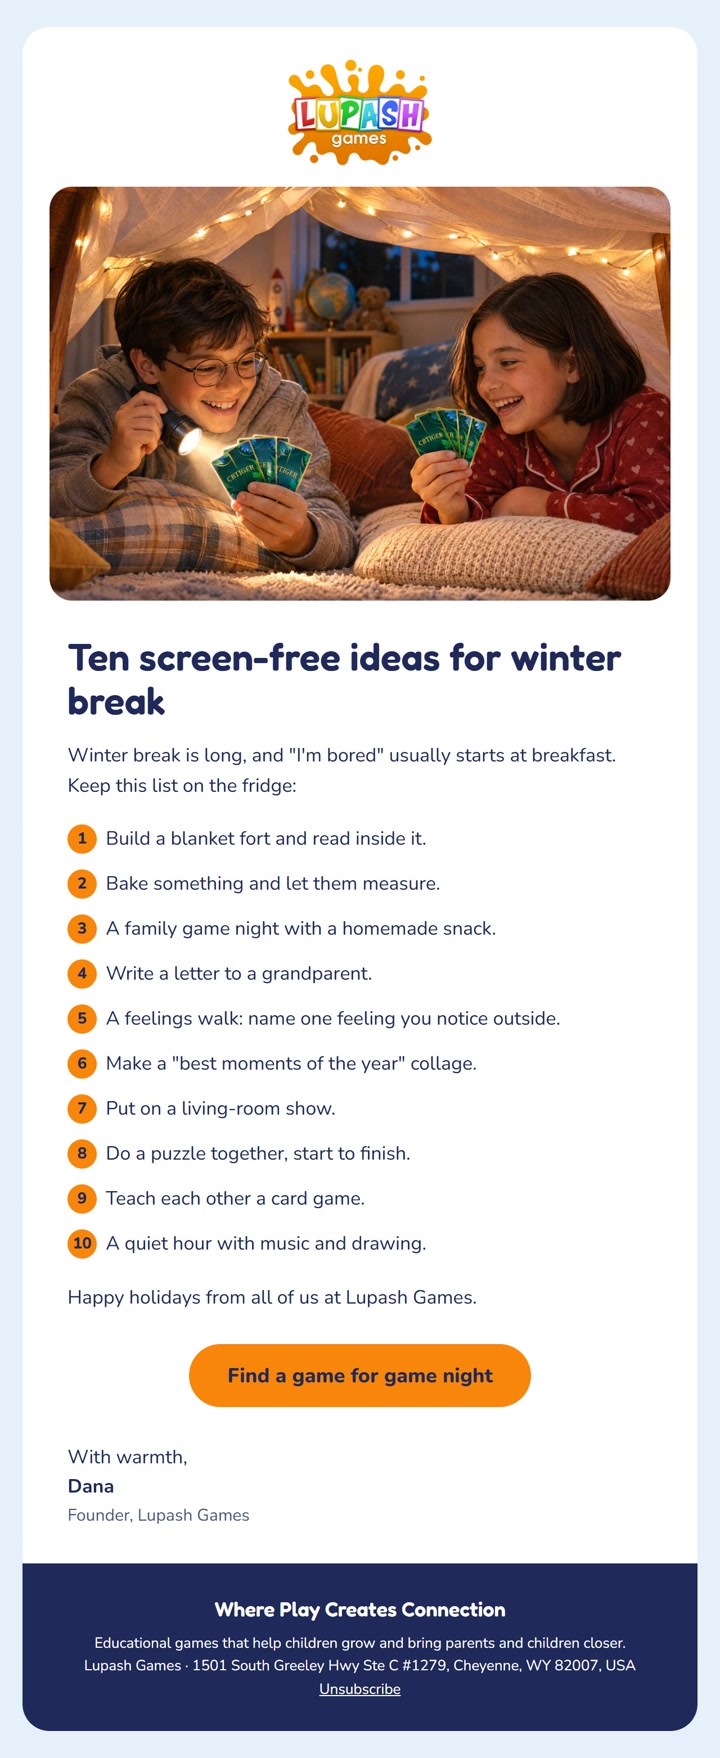 LUPASH
games
CBTIGER
TIGER
CBTIGER
Ten screen-free ideas for winter
break
Winter break is long, and "I'm bored" usually starts at breakfast.
Keep this list on the fridge:
1 Build a blanket fort and read inside it.
2 Bake something and let them measure.
3 A family game night with a homemade snack.
4 Write a letter to a grandparent.
5 A feelings walk: name one feeling you notice outside.
6 Make a "best moments of the year" collage.
7 Put on a living-room show.
8 Do a puzzle together, start to finish.
9 Teach each other a card game.
10 A quiet hour with music and drawing.
Happy holidays from all of us at Lupash Games.
Find a game for game night
With warmth,
Dana
Founder, Lupash Games
Where Play Creates Connection
Educational games that help children grow and bring parents and children closer.
Lupash Games · 1501 South Greeley Hwy Ste C #1279, Cheyenne, WY 82007, USA
Unsubscribe